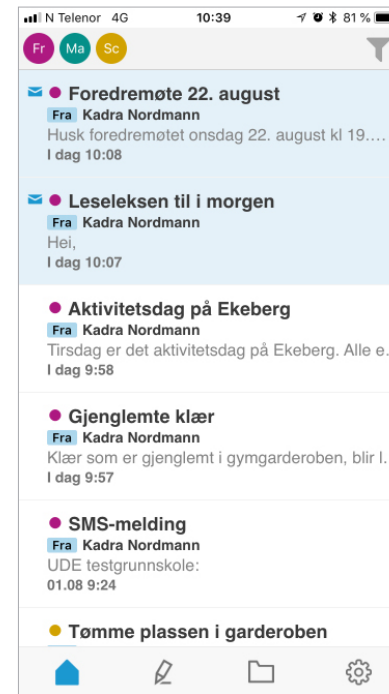 N Telenor 4G 10:39 81 %
Fr Ma Sc
Foredremøte 22. august
Fra Kadra Nordmann
Husk foredremøtet onsdag 22. august kl 19....
I dag 10:08
Leseleksen til i morgen
Fra Kadra Nordmann
Hei,
I dag 10:07
Aktivitetsdag på Ekeberg
Fra Kadra Nordmann
Tirsdag er det aktivitetsdag på Ekeberg. Alle e..
I dag 9:58
Gjenglemte klær
Fra Kadra Nordmann
Klær som er gjenglemt i gymgarderoben, blir l.
I dag 9:57
SMS-melding
Fra Kadra Nordmann
UDE testgrunnskole:
01.08 9:24
Tømme plassen i garderoben